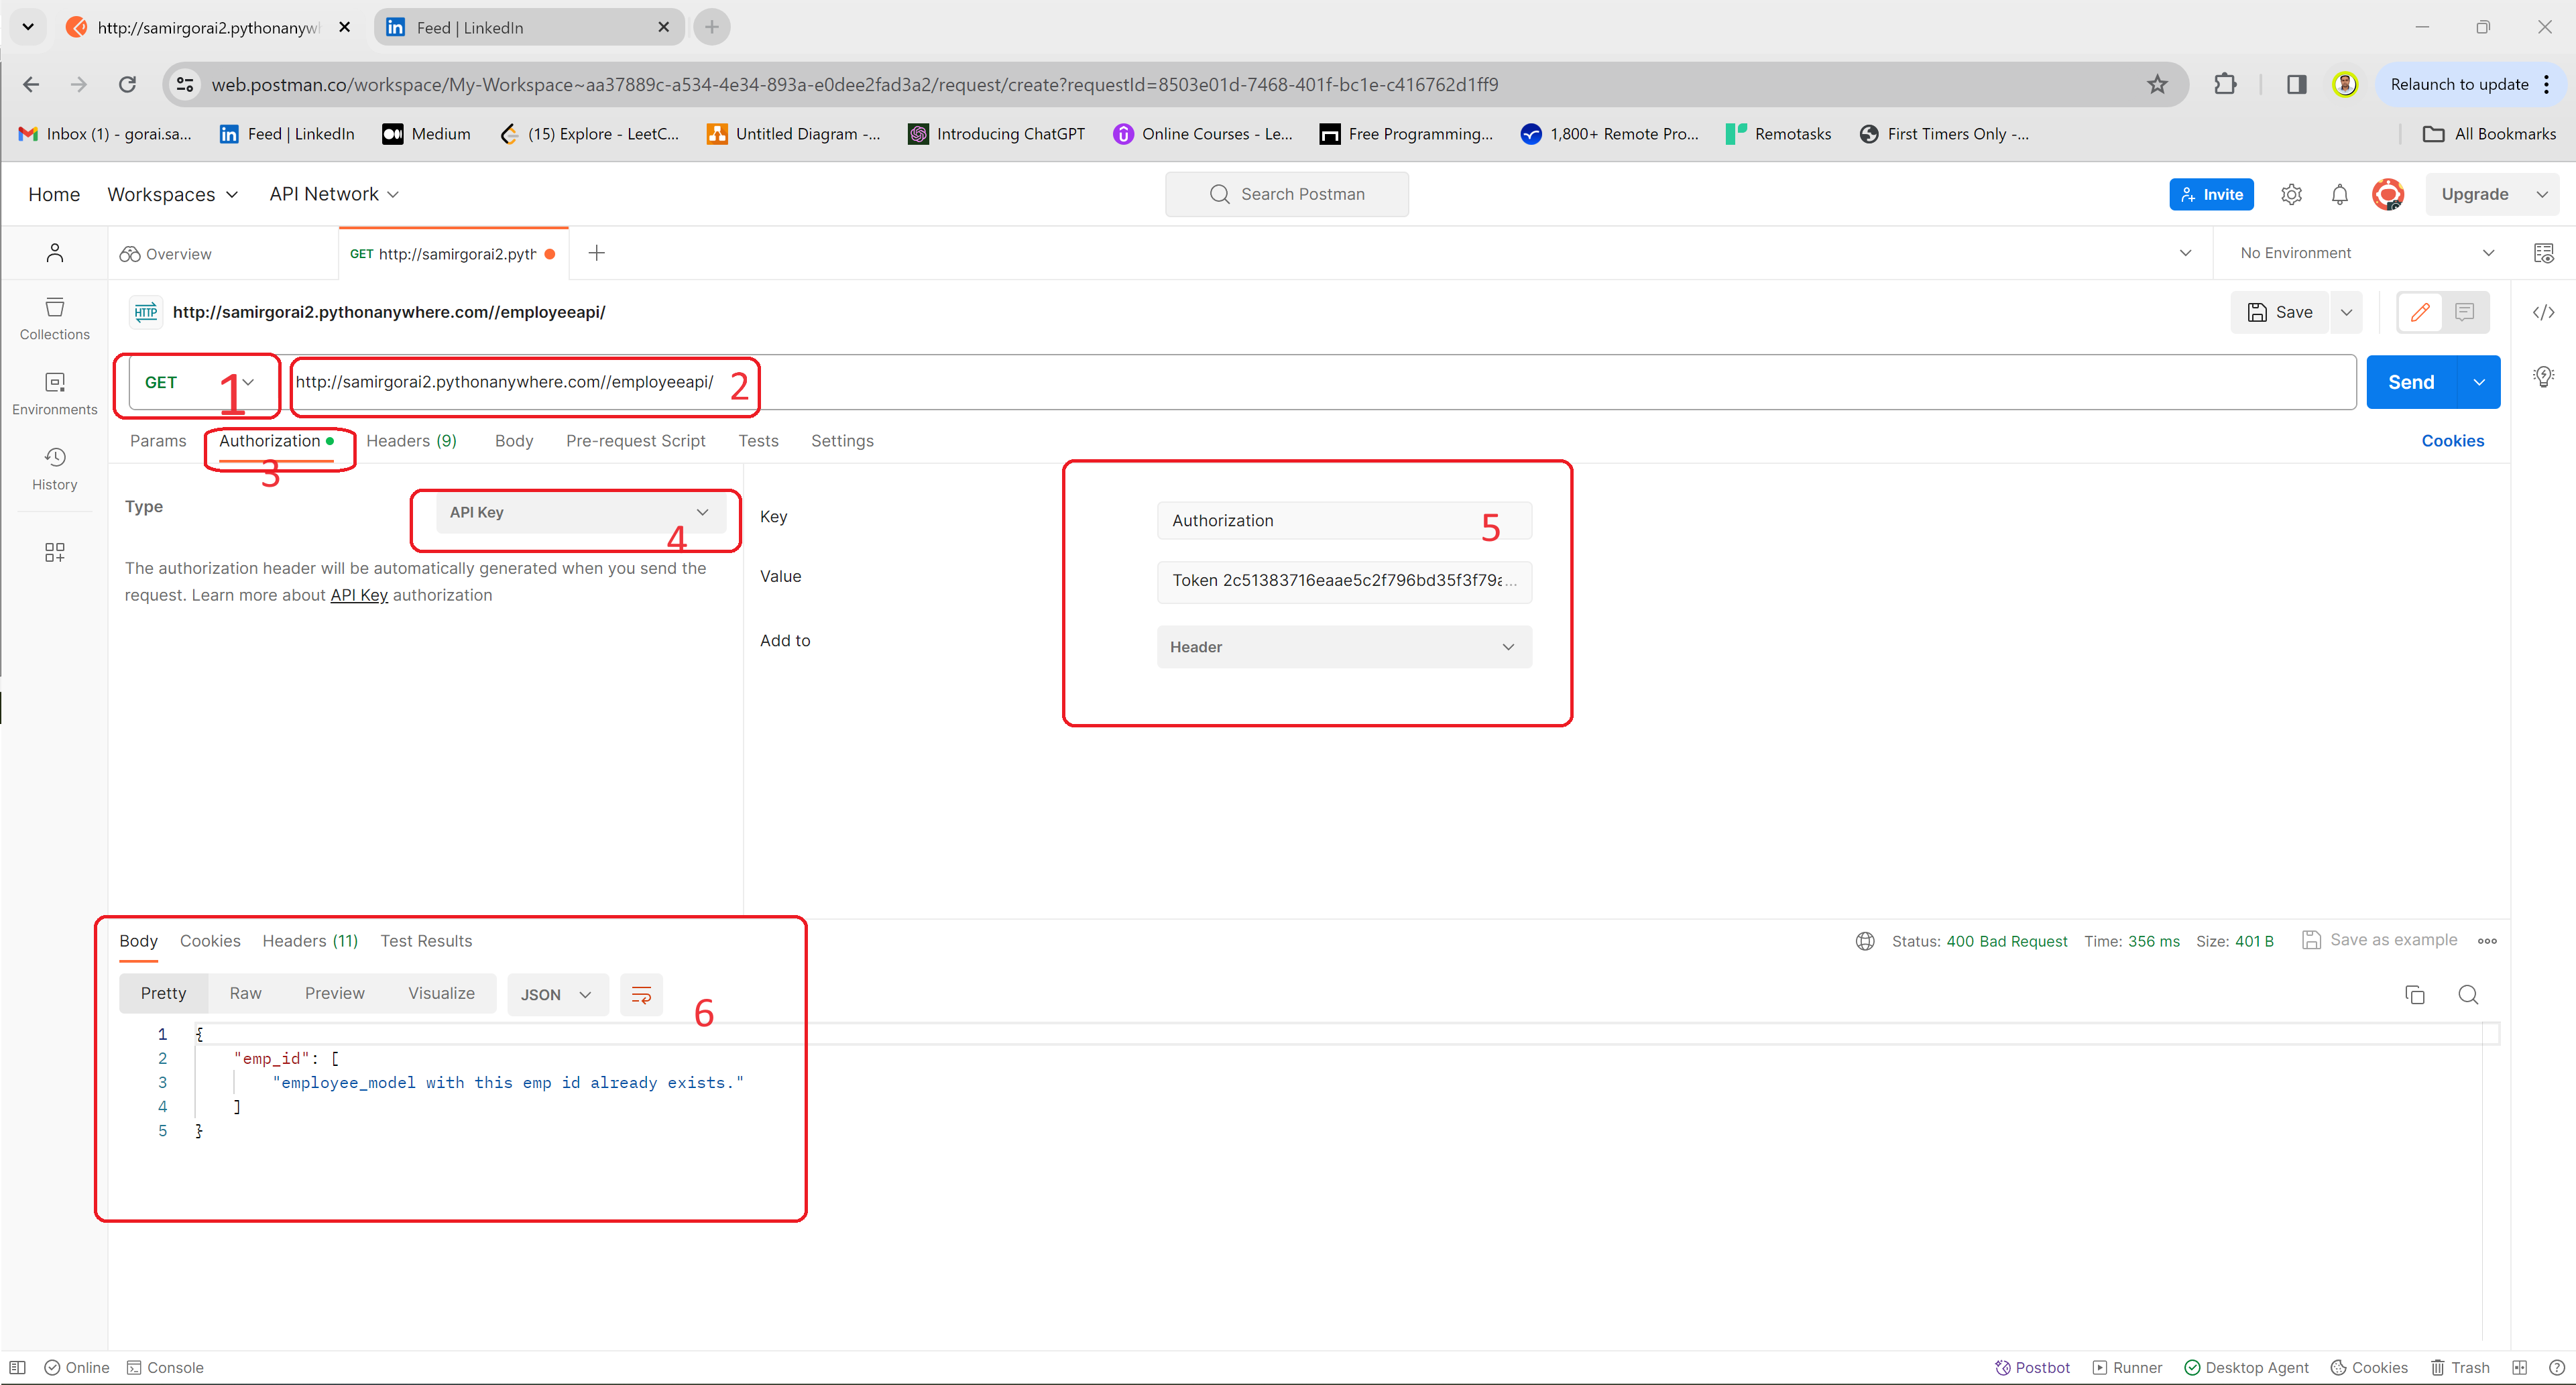 http://samirgorai2.pythonanywh
Feed | LinkedIn
web.postman.co/workspace/My-Workspace~aa37889c-a534-4e34-893a-e0dee2fad3a2/request/create?requestId=8503e01d-7468-401f-bc1e-c416762d1ff9
Relaunch to update
Inbox (1) - gorai.sa...
Feed | LinkedIn
Medium
(15) Explore - LeetC...
Untitled Diagram -...
Introducing ChatGPT
Online Courses - Le...
Free Programming...
1,800+ Remote Pro...
Remotasks
First Timers Only -...
All Bookmarks
Home
Workspaces
API Network
Search Postman
Invite
Upgrade
Overview
GET http://samirgorai2.pyth
No Environment
Collections
Environments
History
HTTP
http://samirgorai2.pythonanywhere.com//employeeapi/
Save
GET
1
http://samirgorai2.pythonanywhere.com//employeeapi/
2
Send
Params
Authorization
Headers (9)
Body
Pre-request Script
Tests
Settings
Cookies
3
Type
API Key
4
The authorization header will be automatically generated when you send the
request. Learn more about API Key authorization
Key
Authorization
5
Value
Token 2c51383716eaae5c2f796bd35f3f79a...
Add to
Header
Body
Cookies
Headers (11)
Test Results
Status: 400 Bad Request
Time: 356 ms
Size: 401 B
Save as example
Pretty
Raw
Preview
Visualize
JSON
6
1 {
2 "emp_id": [
3 "employee_model with this emp id already exists."
4 ]
5 }
Online
Console
Postbot
Runner
Desktop Agent
Cookies
Trash